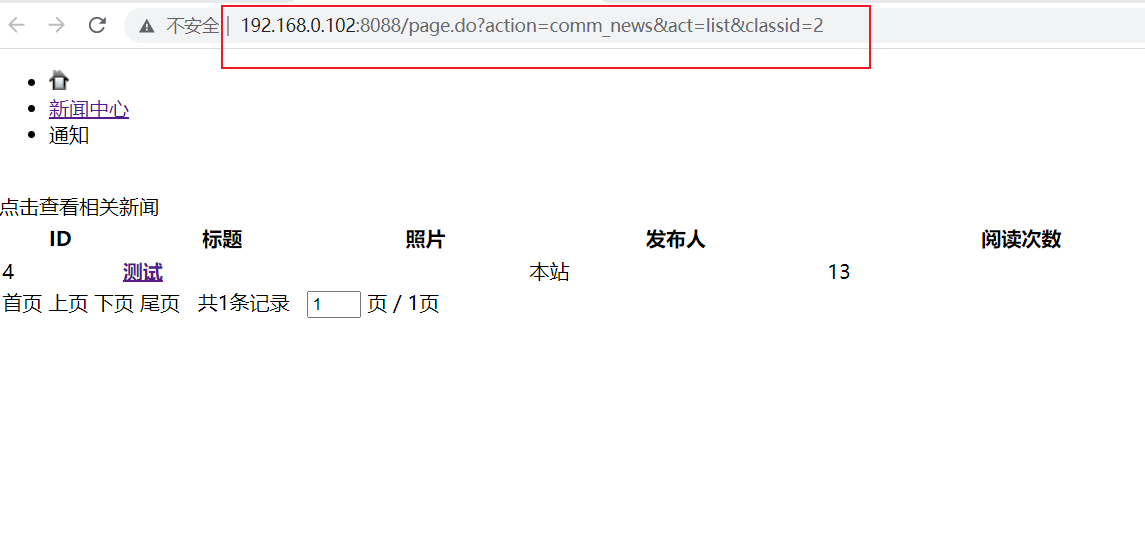 不安全 | 192.168.0.102:8088/page.do?action=comm_news&act=list&classid=2
新闻中心
通知
点击查看相关新闻
ID 标题 照片 发布人 阅读次数
4 测试 本站 13
首页 上页 下页 尾页 共1条记录 1 页 / 1页